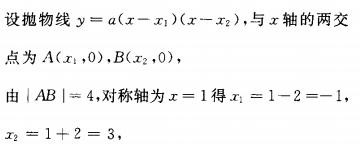 设抛物线 y = a(x－x₁)(x－x₂),与 x 轴的两交
点为 A(x₁,0),B(x₂,0),
由 | AB |= 4,对称轴为 x = 1 得 x₁ = 1－2 =－1,
x₂ = 1＋2 = 3,